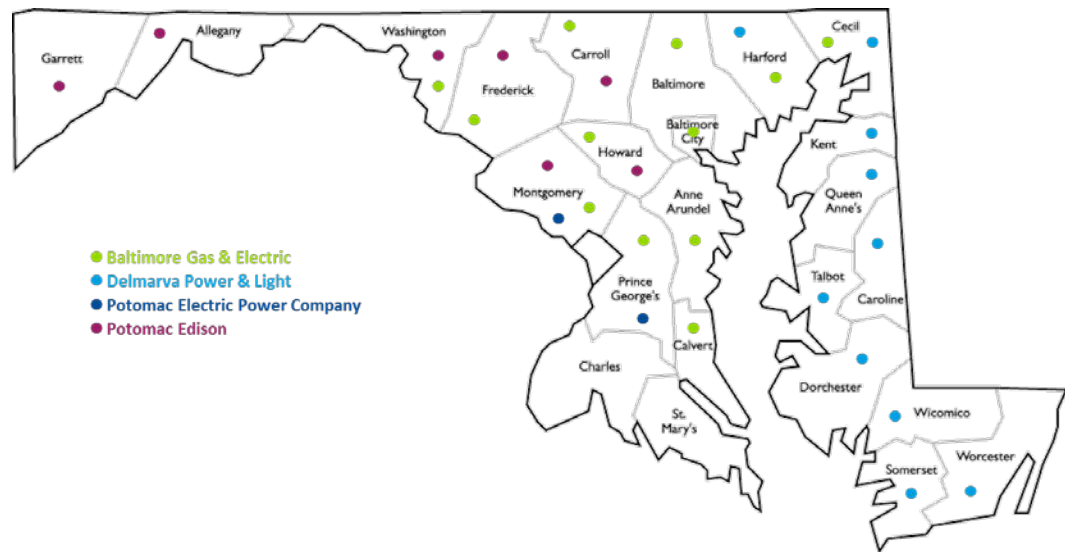 Garrett
Allegany
Washington
Frederick
Carroll
Baltimore
Harford
Cecil
Baltimore
City
Kent
Howard
Montgomery
Anne
Arundel
Queen
Anne's
Prince
George's
Talbot
Caroline
Calvert
Charles
Dorchester
St.
Mary's
Wicomico
Somerset
Worcester
Baltimore Gas & Electric
Delmarva Power & Light
Potomac Electric Power Company
Potomac Edison